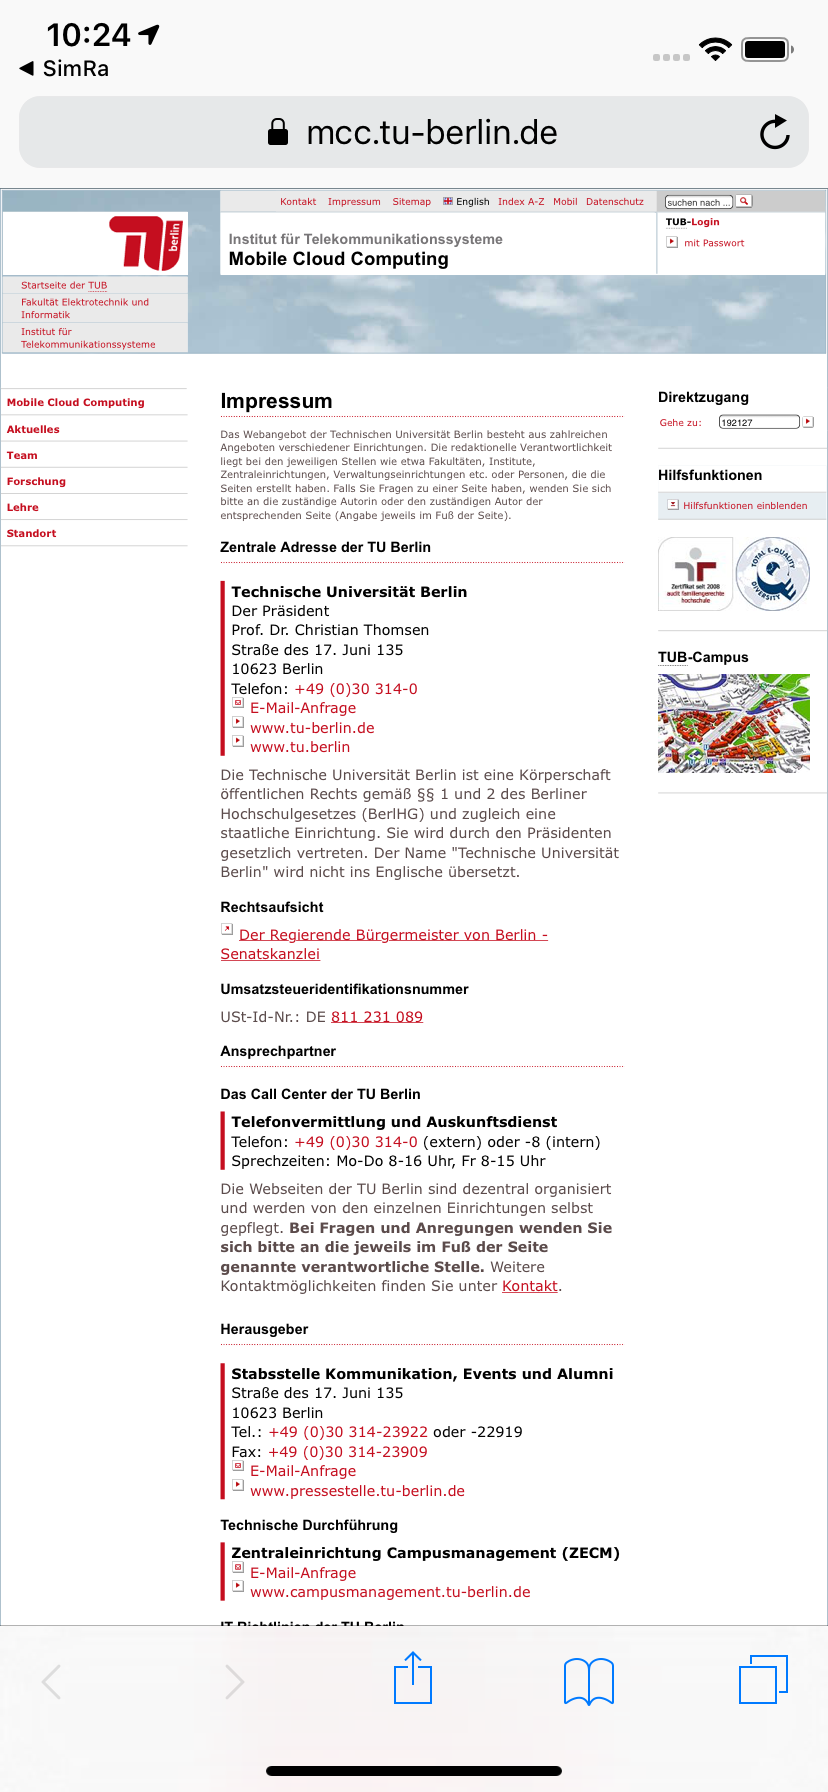 10:24
◀ SimRa
mcc.tu-berlin.de
Kontakt Impressum Sitemap English Index A-Z Mobil Datenschutz
suchen nach ...
TUB-Login
mit Passwort
Institut für Telekommunikationssysteme
Mobile Cloud Computing
berlin
Startseite der TUB
Fakultät Elektrotechnik und
Informatik
Institut für
Telekommunikationssysteme
Mobile Cloud Computing
Aktuelles
Team
Forschung
Lehre
Standort
Impressum
Das Webangebot der Technischen Universität Berlin besteht aus zahlreichen
Angeboten verschiedener Einrichtungen. Die redaktionelle Verantwortlichkeit
liegt bei den jeweiligen Stellen wie etwa Fakultäten, Institute,
Zentraleinrichtungen, Verwaltungseinrichtungen etc. oder Personen, die die
Seiten erstellt haben. Falls Sie Fragen zu einer Seite haben, wenden Sie sich
bitte an die zuständige Autorin oder den zuständigen Autor der
entsprechenden Seite (Angabe jeweils im Fuß der Seite).
Zentrale Adresse der TU Berlin
Technische Universität Berlin
Der Präsident
Prof. Dr. Christian Thomsen
Straße des 17. Juni 135
10623 Berlin
Telefon: +49 (0)30 314-0
E-Mail-Anfrage
www.tu-berlin.de
www.tu.berlin
Die Technische Universität Berlin ist eine Körperschaft
öffentlichen Rechts gemäß §§ 1 und 2 des Berliner
Hochschulgesetzes (BerlHG) und zugleich eine
staatliche Einrichtung. Sie wird durch den Präsidenten
gesetzlich vertreten. Der Name "Technische Universität
Berlin" wird nicht ins Englische übersetzt.
Rechtsaufsicht
Der Regierende Bürgermeister von Berlin -
Senatskanzlei
Umsatzsteueridentifikationsnummer
USt-Id-Nr.: DE 811 231 089
Ansprechpartner
Das Call Center der TU Berlin
Telefonvermittlung und Auskunftsdienst
Telefon: +49 (0)30 314-0 (extern) oder -8 (intern)
Sprechzeiten: Mo-Do 8-16 Uhr, Fr 8-15 Uhr
Die Webseiten der TU Berlin sind dezentral organisiert
und werden von den einzelnen Einrichtungen selbst
gepflegt. Bei Fragen und Anregungen wenden Sie
sich bitte an die jeweils im Fuß der Seite
genannte verantwortliche Stelle. Weitere
Kontaktmöglichkeiten finden Sie unter Kontakt.
Herausgeber
Stabsstelle Kommunikation, Events und Alumni
Straße des 17. Juni 135
10623 Berlin
Tel.: +49 (0)30 314-23922 oder -22919
Fax: +49 (0)30 314-23909
E-Mail-Anfrage
www.pressestelle.tu-berlin.de
Technische Durchführung
Zentraleinrichtung Campusmanagement (ZECM)
E-Mail-Anfrage
www.campusmanagement.tu-berlin.de
IT-Richtlinien der TU Berlin
Direktzugang
Gehe zu: 192127
Hilfsfunktionen
Hilfsfunktionen einblenden
Zertifikat seit 2008
audit familiengerechte
hochschule
TOTAL E-QUALITY
DIVERSITY
TUB-Campus